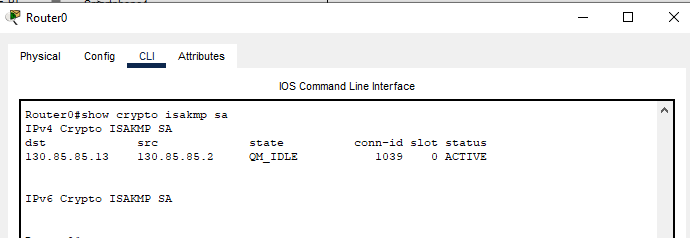 Router0
Physical Config CLI Attributes
IOS Command Line Interface
Router0#show crypto isakmp sa
IPv4 Crypto ISAKMP SA
dst src state conn-id slot status
130.85.85.13 130.85.85.2 QM_IDLE 1039 0 ACTIVE
IPv6 Crypto ISAKMP SA